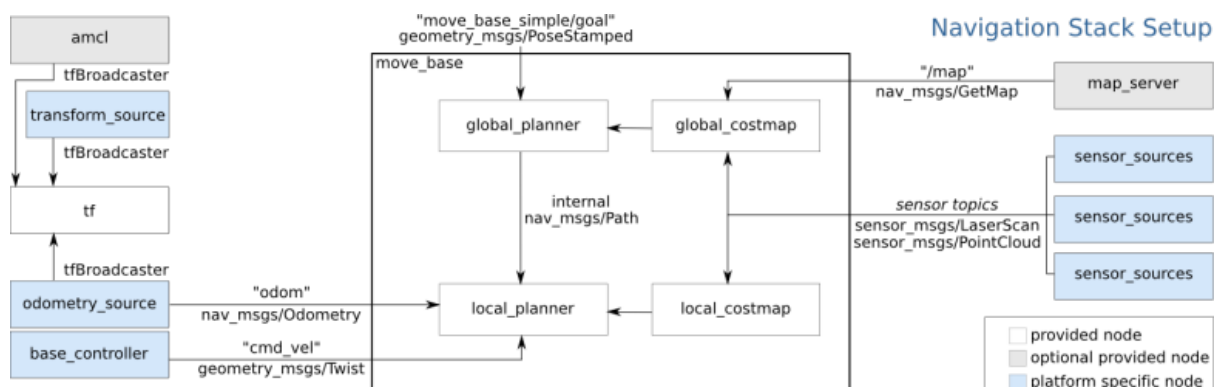 Navigation Stack Setup
"move_base_simple/goal"
geometry_msgs/PoseStamped
amcl
tfBroadcaster
transform_source
tfBroadcaster
tf
tfBroadcaster
odometry_source
base_controller
"odom"
nav_msgs/Odometry
"cmd_vel"
geometry_msgs/Twist
move_base
global_planner
global_costmap
internal
nav_msgs/Path
local_planner
local_costmap
"/map"
nav_msgs/GetMap
map_server
sensor topics
sensor_msgs/LaserScan
sensor_msgs/PointCloud
sensor_sources
sensor_sources
sensor_sources
provided node
optional provided node
platform specific node